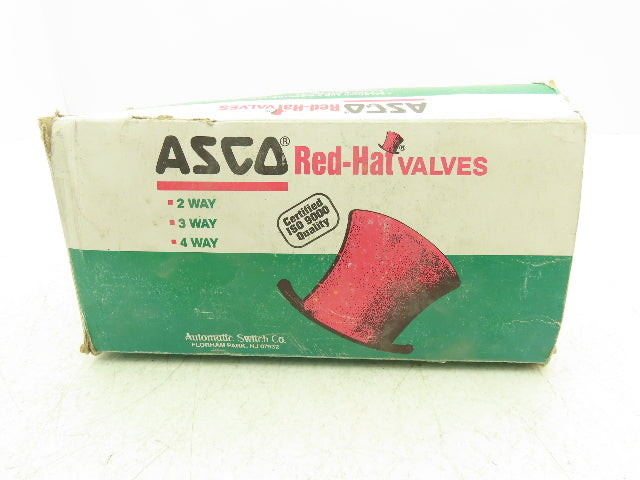 ASCO® Red-Hat VALVES
ASCO® Red-Hat® VALVES
2 WAY
3 WAY
4 WAY
Certified
ISO 9000
Quality
Automatic Switch Co.
FLORHAM PARK, NJ 07932